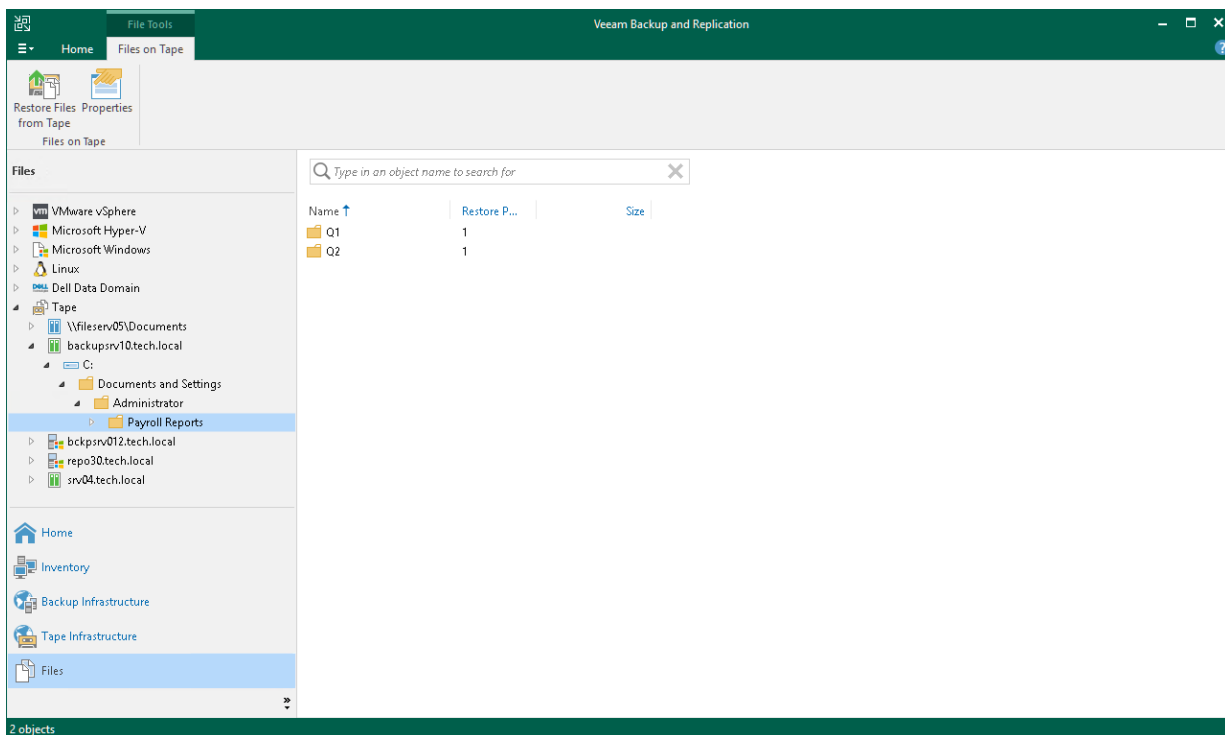 File Tools
Veeam Backup and Replication
Home
Files on Tape
Restore Files
from Tape
Properties
Files on Tape
Files
Type in an object name to search for
vm VMware vSphere
Microsoft Hyper-V
Microsoft Windows
Linux
DELL Dell Data Domain
Tape
\\fileserv05\Documents
backupsrv10.tech.local
C:
Documents and Settings
Administrator
Payroll Reports
bckpsrv012.tech.local
repo30.tech.local
srv04.tech.local
Name Restore P... Size
Q1 1
Q2 1
Home
Inventory
Backup Infrastructure
Tape Infrastructure
Files
2 objects